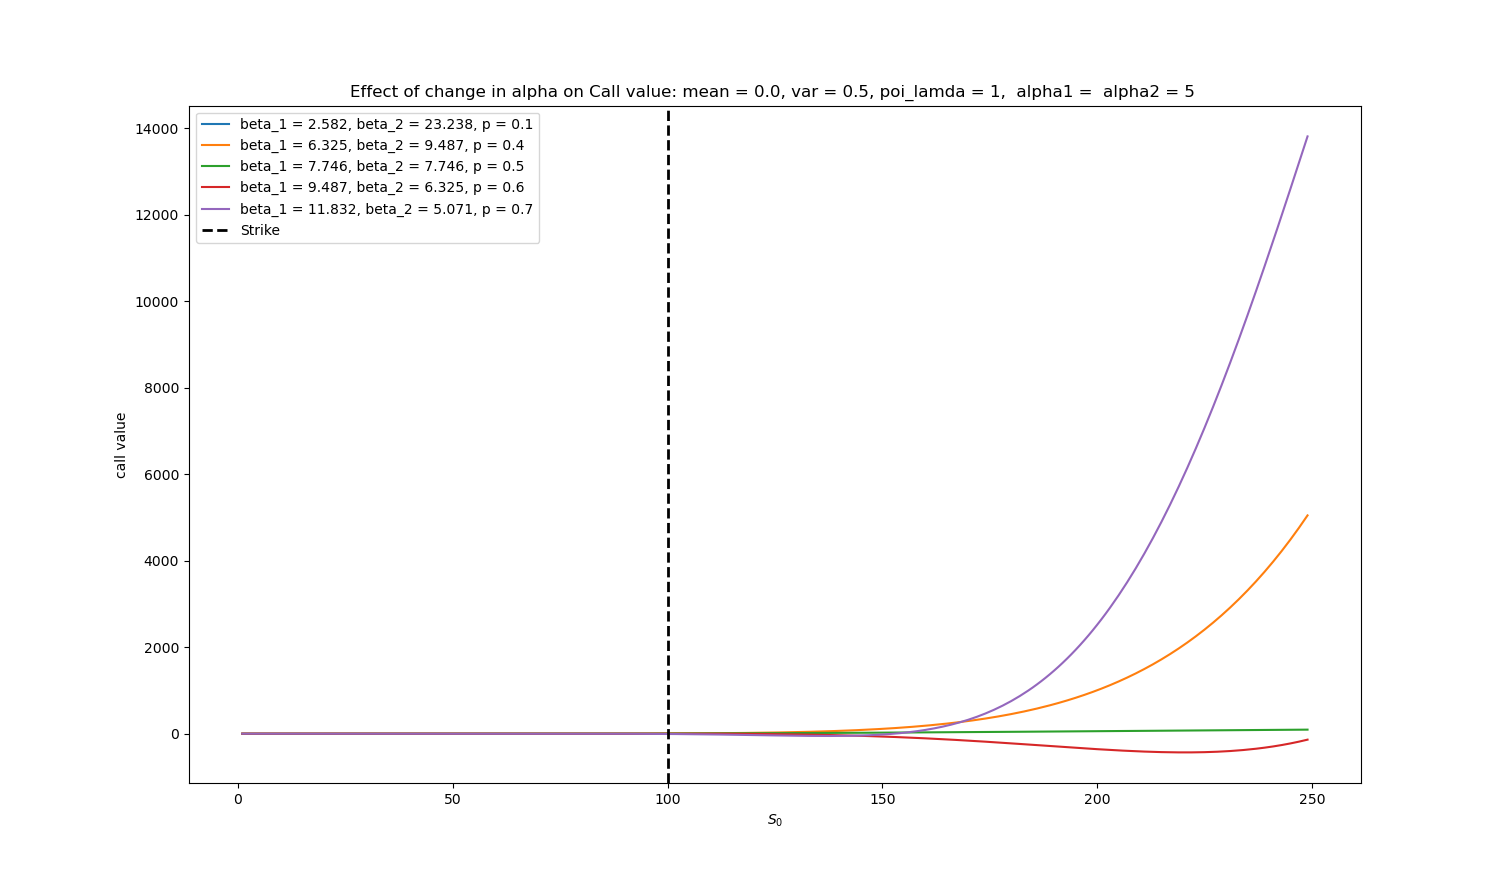 Effect of change in alpha on Call value: mean = 0.0, var = 0.5, poi_lamda = 1,  alpha1 =  alpha2 = 5
14000
12000
10000
8000
6000
4000
2000
0
call value
beta_1 = 2.582, beta_2 = 23.238, p = 0.1
beta_1 = 6.325, beta_2 = 9.487, p = 0.4
beta_1 = 7.746, beta_2 = 7.746, p = 0.5
beta_1 = 9.487, beta_2 = 6.325, p = 0.6
beta_1 = 11.832, beta_2 = 5.071, p = 0.7
Strike
0 50 100 150 200 250
S_0